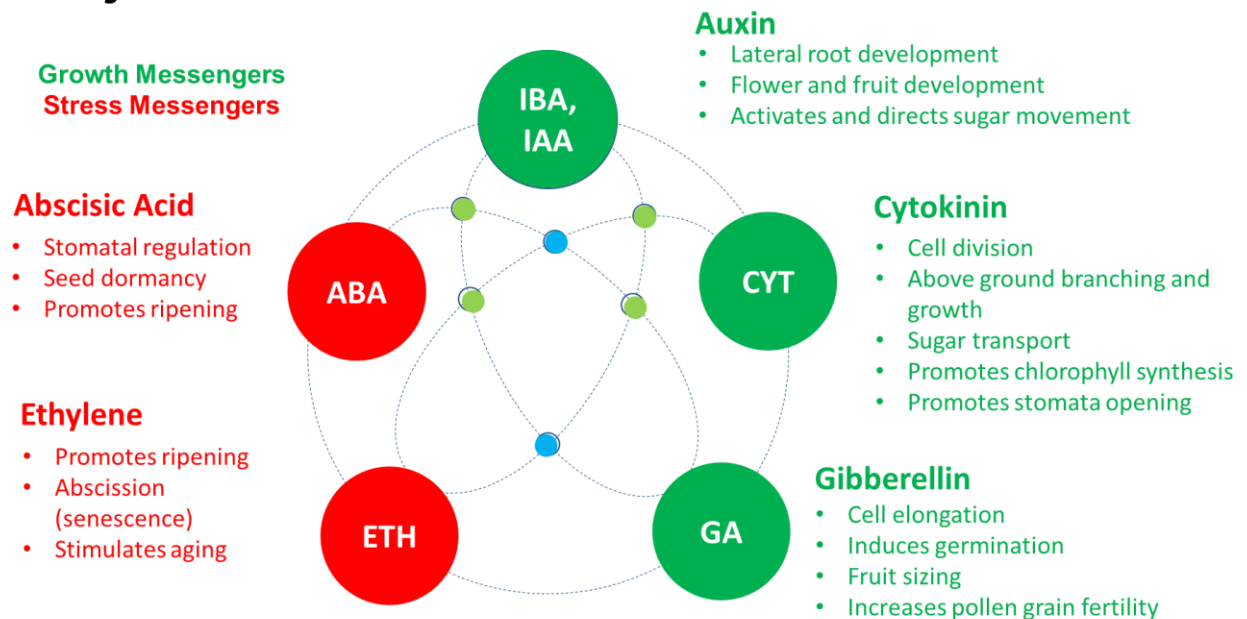 Growth Messengers
Stress Messengers
IBA,
IAA
Auxin
• Lateral root development
• Flower and fruit development
• Activates and directs sugar movement
Abscisic Acid
• Stomatal regulation
• Seed dormancy
• Promotes ripening
ABA
CYT
Cytokinin
• Cell division
• Above ground branching and
growth
• Sugar transport
• Promotes chlorophyll synthesis
• Promotes stomata opening
Ethylene
• Promotes ripening
• Abscission
(senescence)
• Stimulates aging
ETH
GA
Gibberellin
• Cell elongation
• Induces germination
• Fruit sizing
• Increases pollen grain fertility